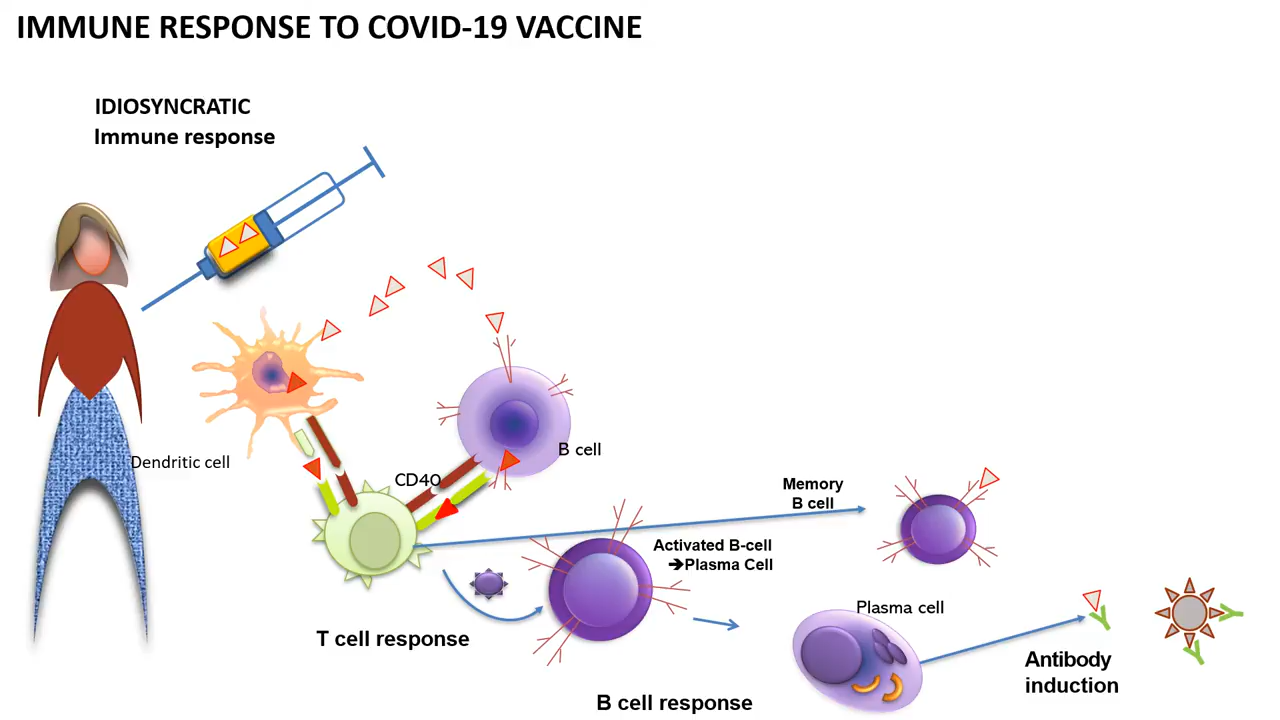 IMMUNE RESPONSE TO COVID-19 VACCINE
IDIOSYNCRATIC
Immune response
Dendritic cell
CD40
B cell
Memory
B cell
Activated B-cell
➔Plasma Cell
Plasma cell
T cell response
Antibody
induction
B cell response